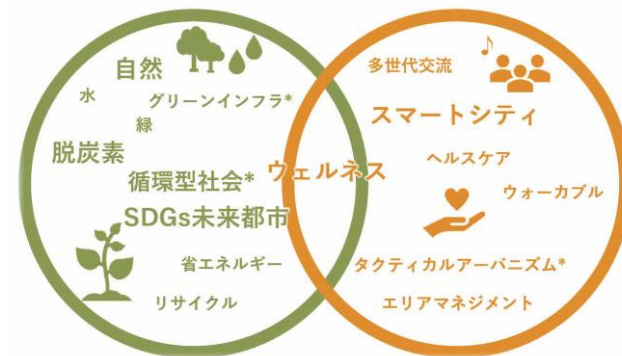 自然
水
グリーンインフラ*
緑
脱炭素
循環型社会*
SDGs未来都市
省エネルギー
リサイクル
ウェルネス
多世代交流
スマートシティ
ヘルスケア
ウォーカブル
タクティカルアーバニズム*
エリアマネジメント